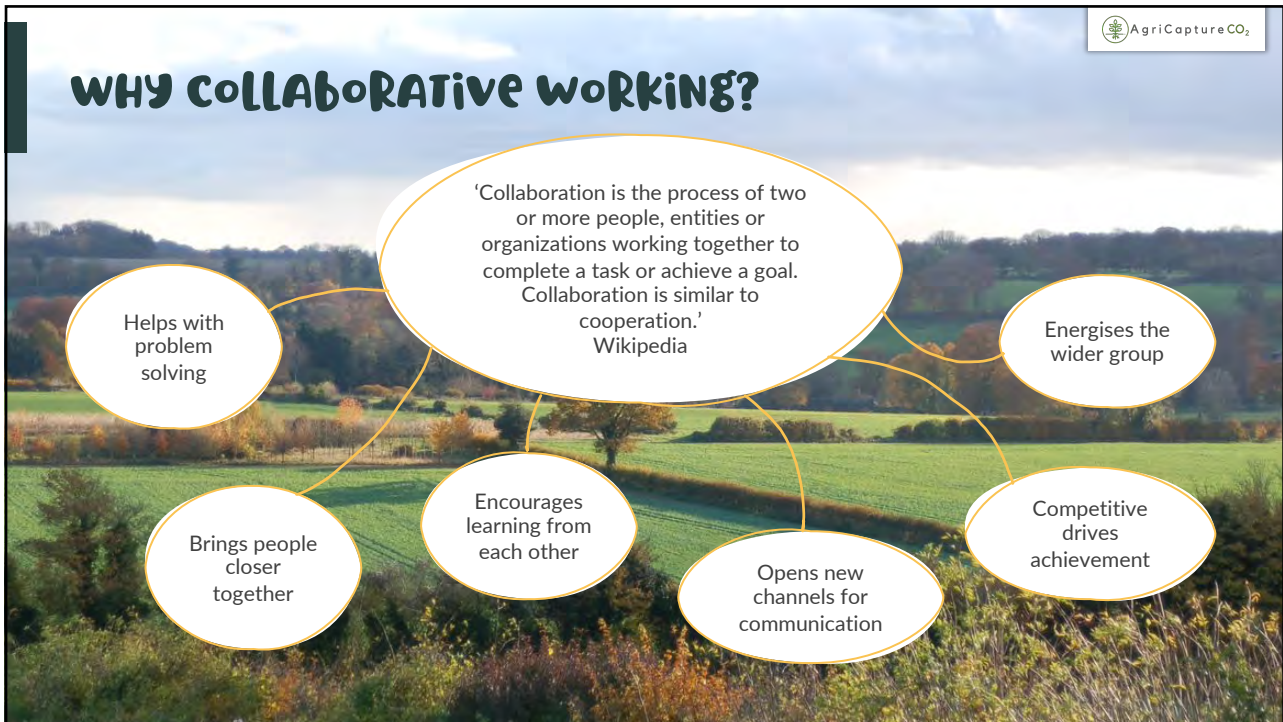 AgriCaptureCO₂
WHY COLLABORATIVE WORKING?
‘Collaboration is the process of two
or more people, entities or
organizations working together to
complete a task or achieve a goal.
Collaboration is similar to
cooperation.’
Wikipedia
Helps with
problem
solving
Brings people
closer
together
Encourages
learning from
each other
Opens new
channels for
communication
Competitive
drives
achievement
Energises the
wider group